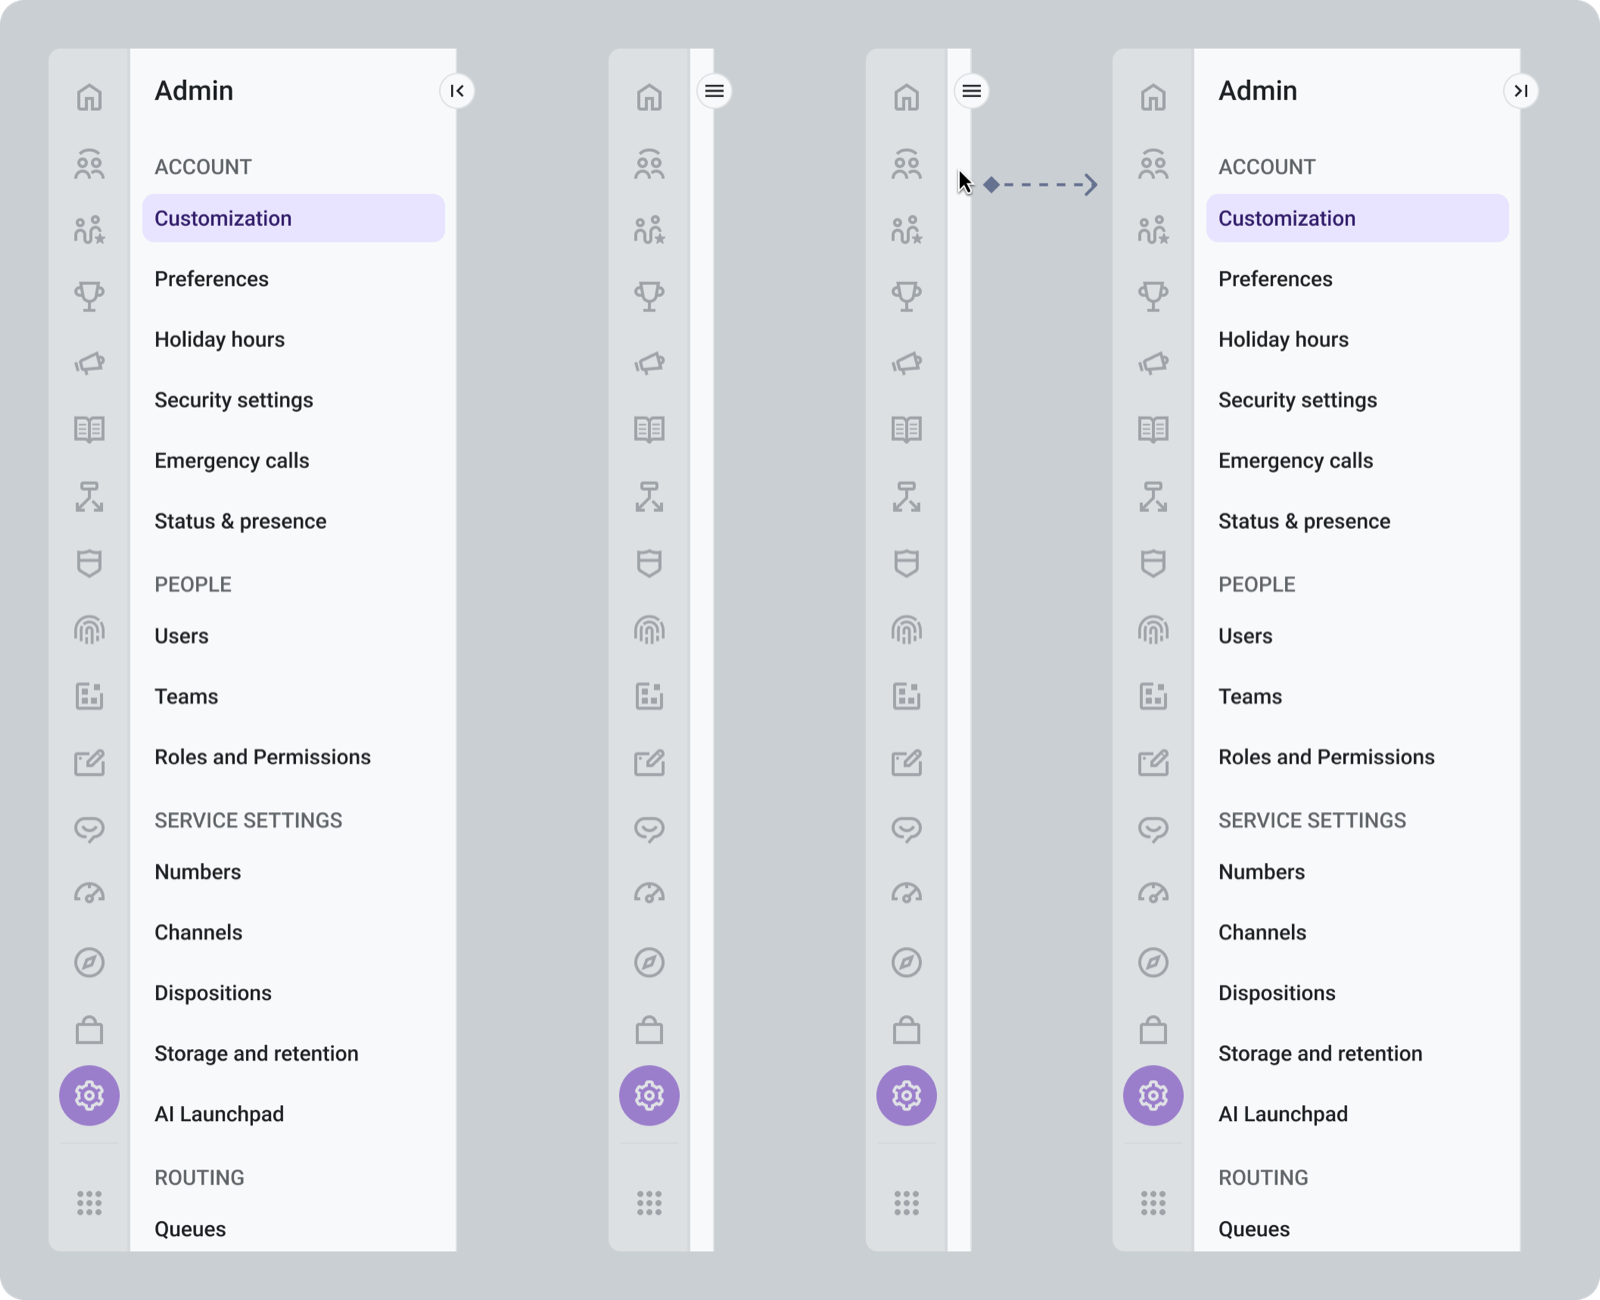 Admin
ACCOUNT
Customization
Preferences
Holiday hours
Security settings
Emergency calls
Status & presence
PEOPLE
Users
Teams
Roles and Permissions
SERVICE SETTINGS
Numbers
Channels
Dispositions
Storage and retention
AI Launchpad
ROUTING
Queues
Admin
ACCOUNT
Customization
Preferences
Holiday hours
Security settings
Emergency calls
Status & presence
PEOPLE
Users
Teams
Roles and Permissions
SERVICE SETTINGS
Numbers
Channels
Dispositions
Storage and retention
AI Launchpad
ROUTING
Queues